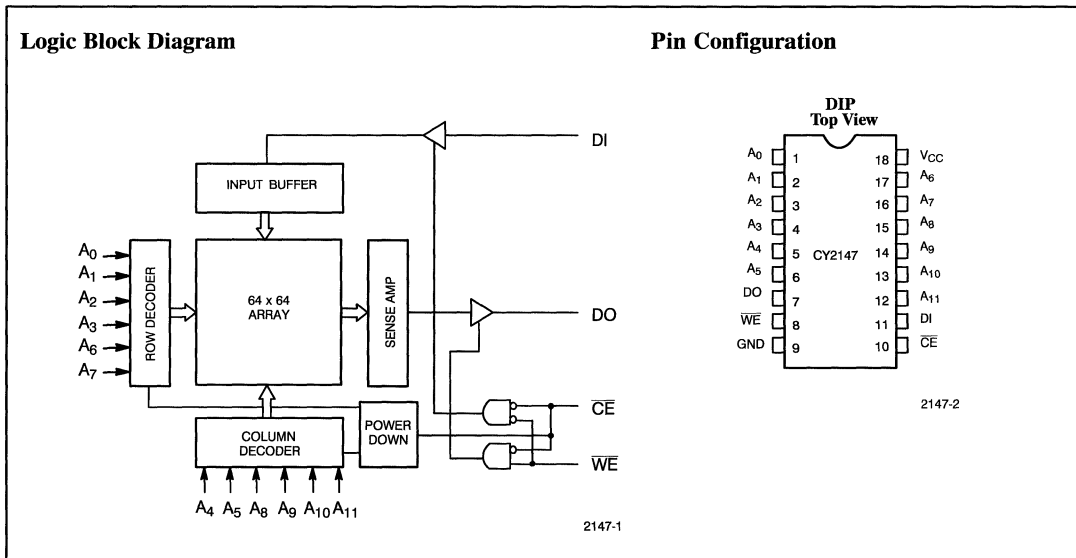 Logic Block Diagram
DI
INPUT BUFFER
A0
A1
A2
A3
A6
A7
ROW DECODER
64 x 64
ARRAY
SENSE AMP
DO
COLUMN
DECODER
POWER
DOWN
CE
WE
A4 A5 A8 A9 A10 A11
2147-1
Pin Configuration
DIP
Top View
A0 1 18 VCC
A1 2 17 A6
A2 3 16 A7
A3 4 15 A8
A4 5 CY2147 14 A9
A5 6 13 A10
DO 7 12 A11
WE 8 11 DI
GND 9 10 CE
2147-2